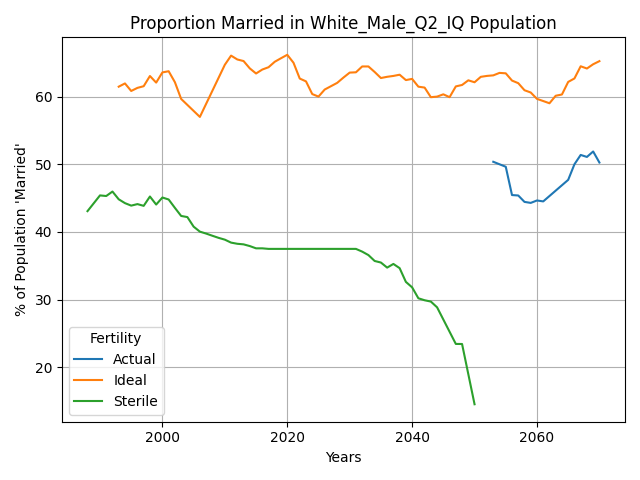 Proportion Married in White_Male_Q2_IQ Population
% of Population 'Married'
60
50
40
30
20
Fertility
Actual
Ideal
Sterile
2000
2020
2040
2060
Years